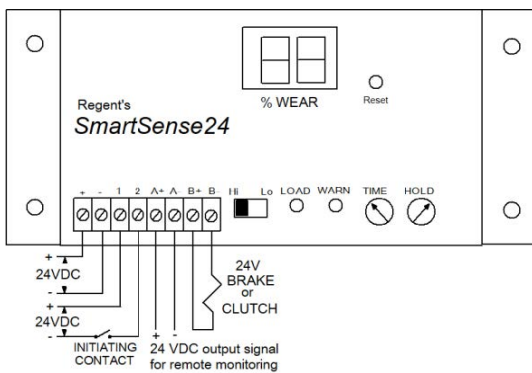 % WEAR
Reset
Regent's
SmartSense24
+ - 1 2 A+ A- B+ B-
Hi Lo LOAD WARN TIME HOLD
+
24VDC
-
+
24VDC
-
INITIATING
CONTACT
+ -
24 VDC output signal
for remote monitoring
24V
BRAKE
or
CLUTCH